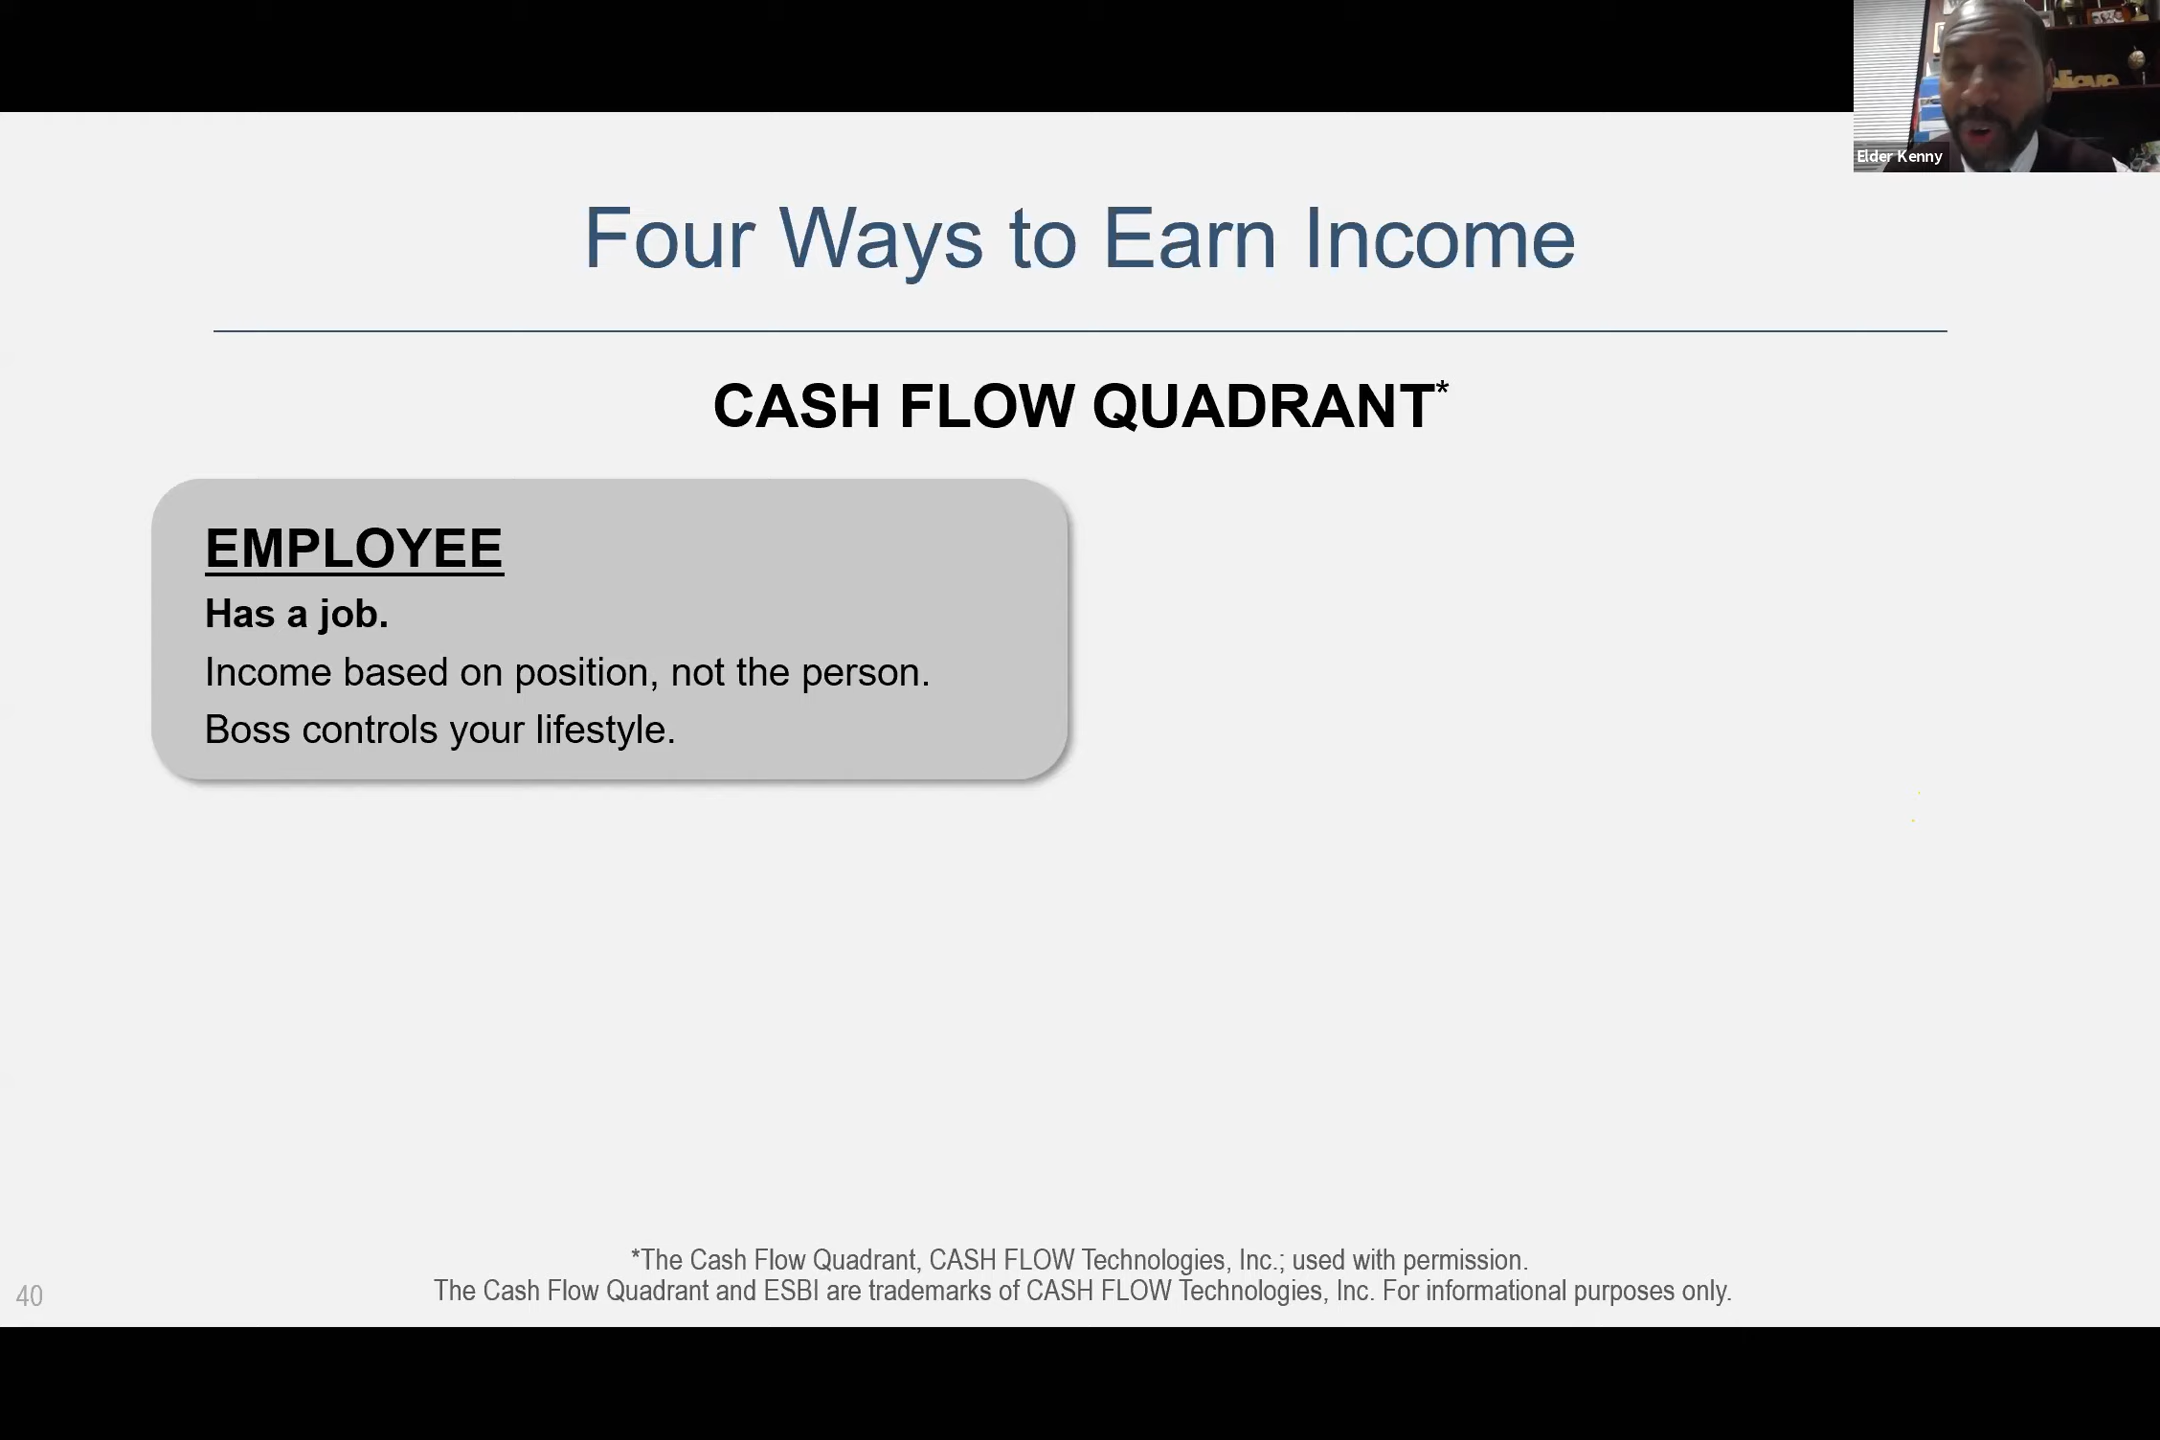 Elder Kenny
Four Ways to Earn Income
CASH FLOW QUADRANT*
EMPLOYEE
Has a job.
Income based on position, not the person.
Boss controls your lifestyle.
*The Cash Flow Quadrant, CASH FLOW Technologies, Inc.; used with permission.
The Cash Flow Quadrant and ESBI are trademarks of CASH FLOW Technologies, Inc. For informational purposes only.
40